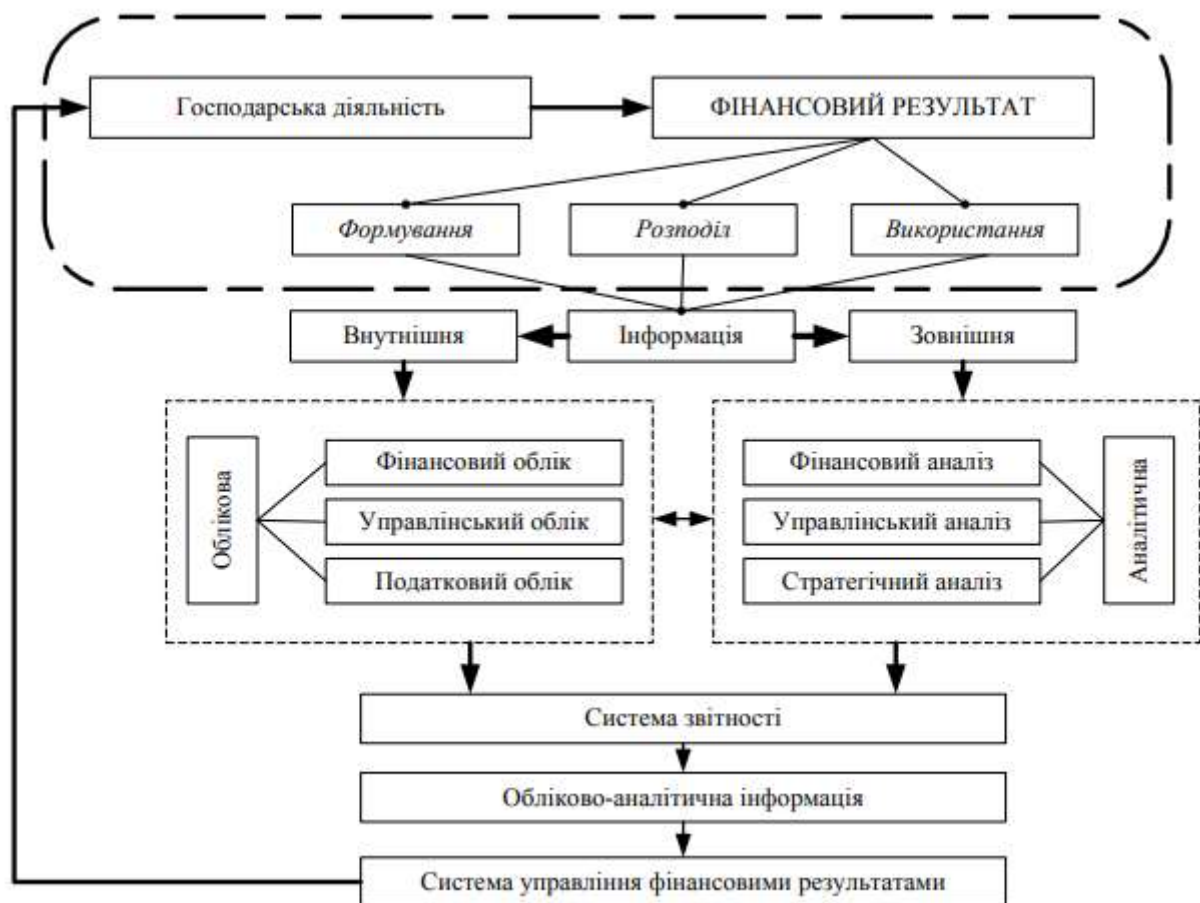 Господарська діяльність
ФІНАНСОВИЙ РЕЗУЛЬТАТ
Формування
Розподіл
Використання
Внутнішня
Інформація
Зовнішня
Облікова
Фінансовий облік
Управлінський облік
Податковий облік
Фінансовий аналіз
Управлінський аналіз
Стратегічний аналіз
Аналітична
Система звітності
Обліково-аналітична інформація
Система управління фінансовими результатами